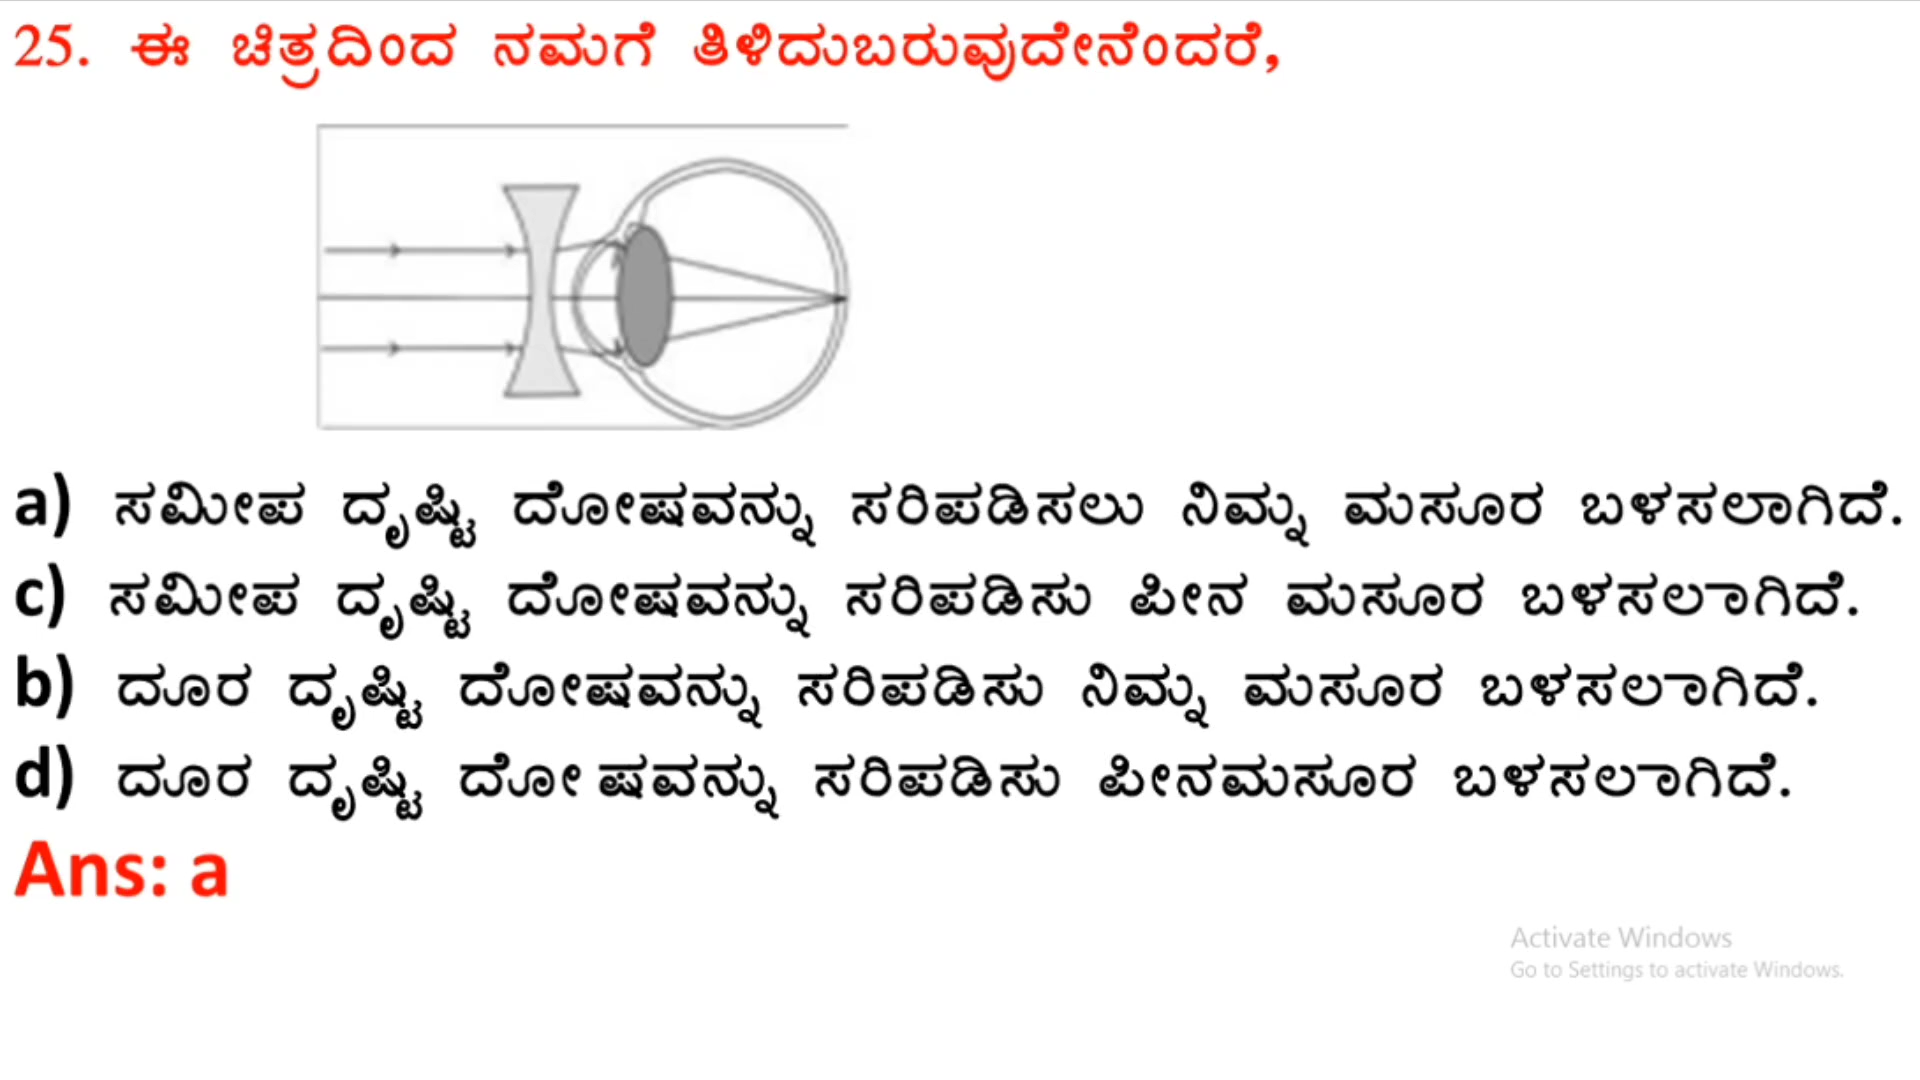 25. ಈ ಚಿತ್ರದಿಂದ ನಮಗೆ ತಿಳಿದುಬರುವುದೇನೆಂದರೆ,
a) ಸಮೀಪ ದೃಷ್ಟಿ ದೋಷವನ್ನು ಸರಿಪಡಿಸಲು ನಿಮ್ನ ಮಸೂರ ಬಳಸಲಾಗಿದೆ.
c) ಸಮೀಪ ದೃಷ್ಟಿ ದೋಷವನ್ನು ಸರಿಪಡಿಸು ಪೀನ ಮಸೂರ ಬಳಸಲಾಗಿದೆ.
b) ದೂರ ದೃಷ್ಟಿ ದೋಷವನ್ನು ಸರಿಪಡಿಸು ನಿಮ್ನ ಮಸೂರ ಬಳಸಲಾಗಿದೆ.
d) ದೂರ ದೃಷ್ಟಿ ದೋಷವನ್ನು ಸರಿಪಡಿಸು ಪೀನಮಸೂರ ಬಳಸಲಾಗಿದೆ.
Ans: a
Activate Windows
Go to Settings to activate Windows.